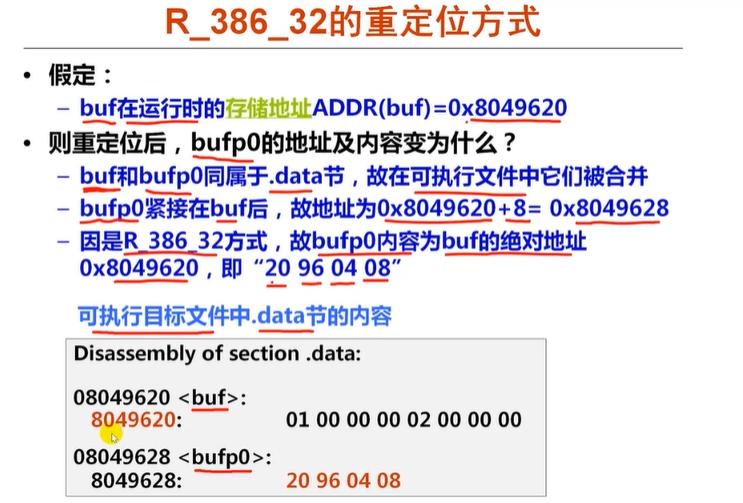 R_386_32的重定位方式
• 假定：
– buf在运行时的存储地址ADDR(buf)=0x8049620
• 则重定位后，bufp0的地址及内容变为什么？
– buf和bufp0同属于.data节，故在可执行文件中它们被合并
– bufp0紧接在buf后，故地址为0x8049620+8= 0x8049628
– 因是R_386_32方式，故bufp0内容为buf的绝对地址
0x8049620，即“20 96 04 08”
可执行目标文件中.data节的内容
Disassembly of section .data:
08049620 <buf>:
8049620: 01 00 00 00 02 00 00 00
08049628 <bufp0>:
8049628: 20 96 04 08